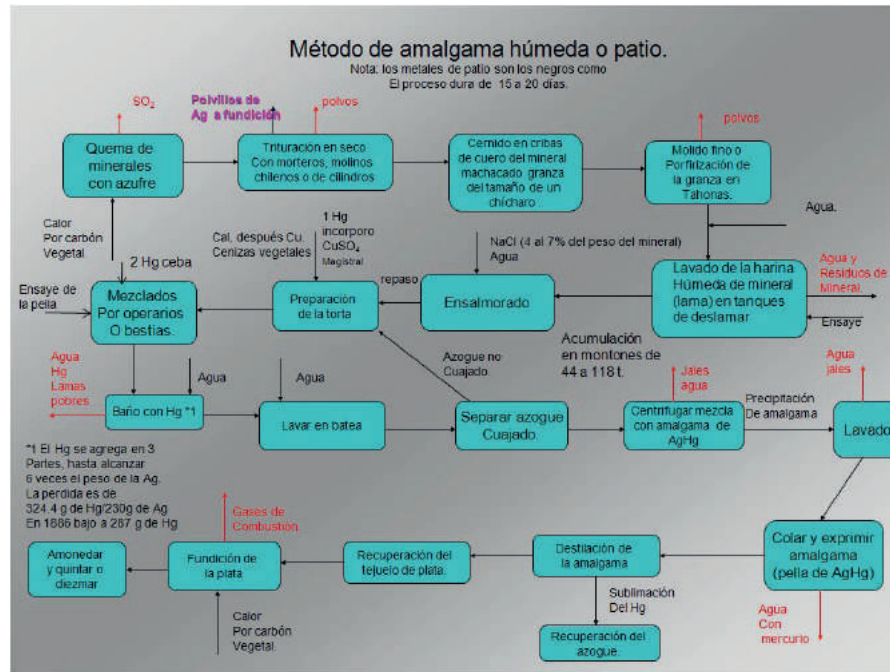 Método de amalgama húmeda o patio.
Nota: los metales de patio son los negros como
El proceso dura de 15 a 20 días.
SO2
Polvillos de
Ag a fundición
polvos
polvos
Quema de
minerales
con azufre
Trituración en seco
Con morteros, molinos
chilenos o de cilindros
Cernido en cribas
de cuero del mineral
machacado granza
del tamaño de un
chícharo
Molido fino o
Porfirización de
la granza en
Tahonas.
Calor
Por carbón
Vegetal
Agua.
2 Hg ceba
Cal, después Cu.
Cenizas vegetales
1 Hg
incorporo
CuSO4
Magistral
NaCl (4 al 7% del peso del mineral)
Agua
Ensaye de
la pella
Mezclados
Por operarios
O bestias.
Preparación
de la torta
repaso
Ensalmorado
Lavado de la harina
Húmeda de mineral
(lama) en tanques
de deslamar.
Agua y
Residuos de
Mineral.
Ensaye
Agua
Hg
Lamas
pobres
Agua
Agua
Azogue no
Cuajado.
Acumulación
en montones de
44 a 118 t.
Jales
agua
Precipitación
De amalgama
Agua
jales
Baño con Hg *1
Lavar en batea
Separar azogue
Cuajado.
Centrifugar mezcla
con amalgama de
AgHg
Lavado
*1 El Hg se agrega en 3
Partes, hasta alcanzar
6 veces el peso de la Ag.
La perdida es de
324.4 g de Hg/230g de Ag
En 1886 bajo a 287 g de Hg
Gases de
Combustión.
Amonedar
y quintar o
diezmar
Fundición de
la plata
Recuperación del
tejuelo de plata.
Destilación de
la amalgama
Colar y exprimir
amalgama
(pella de AgHg)
Calor
Por carbón
Vegetal.
Sublimación
Del Hg
Recuperación del
azogue.
Agua
Con
mercurio